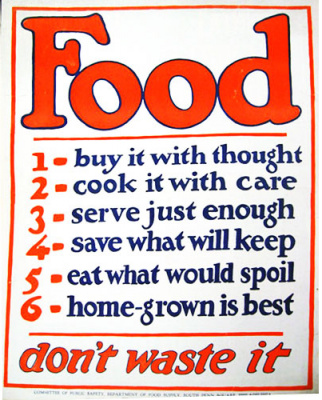 Food
1- buy it with thought
2- cook it with care
3- serve just enough
4- save what will keep
5- eat what would spoil
6- home-grown is best
don't waste it
COMMITTEE OF PUBLIC SAFETY, DEPARTMENT OF FOOD SUPPLY, SOUTH PENN SQUARE, PHILADELPHIA